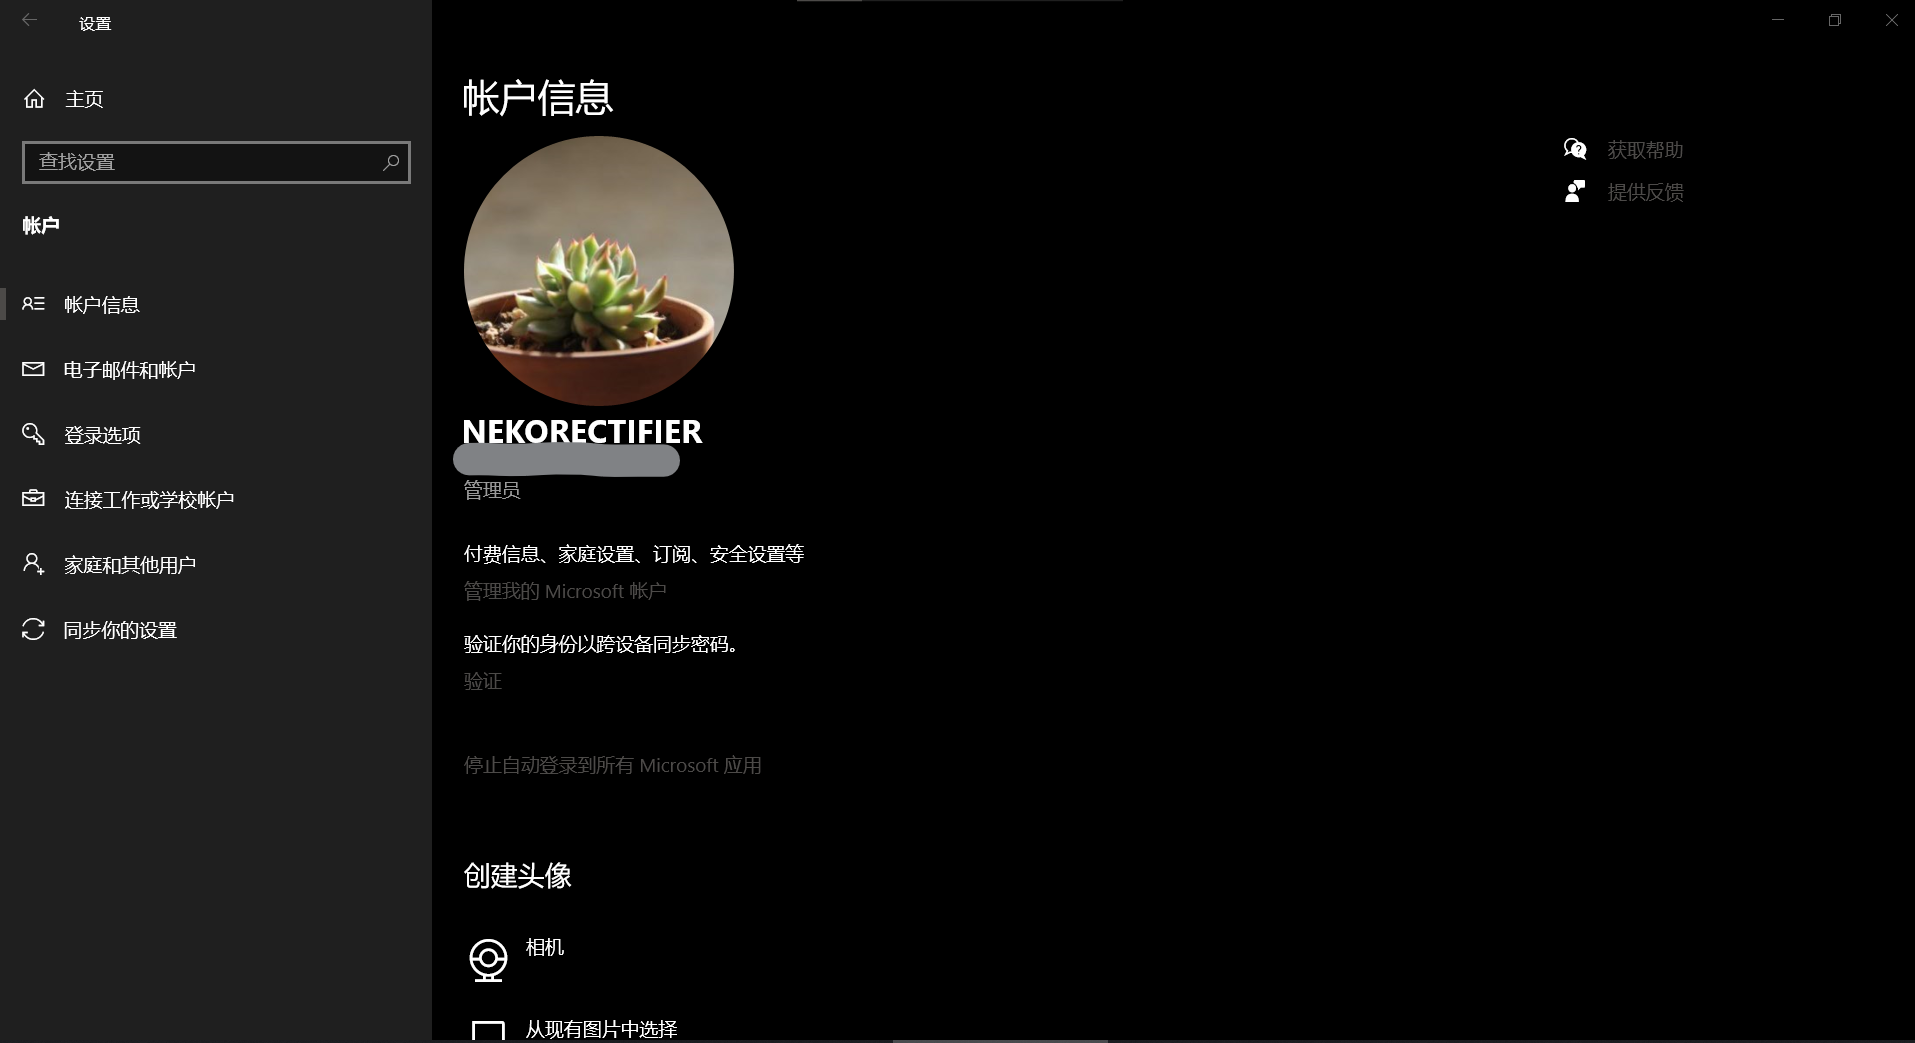 设置
主页
查找设置
帐户
帐户信息
电子邮件和帐户
登录选项
连接工作或学校帐户
家庭和其他用户
同步你的设置
帐户信息
NEKORECTIFIER
管理员
付费信息、家庭设置、订阅、安全设置等
管理我的 Microsoft 帐户
验证你的身份以跨设备同步密码。
验证
停止自动登录到所有 Microsoft 应用
创建头像
相机
从现有图片中选择
获取帮助
提供反馈